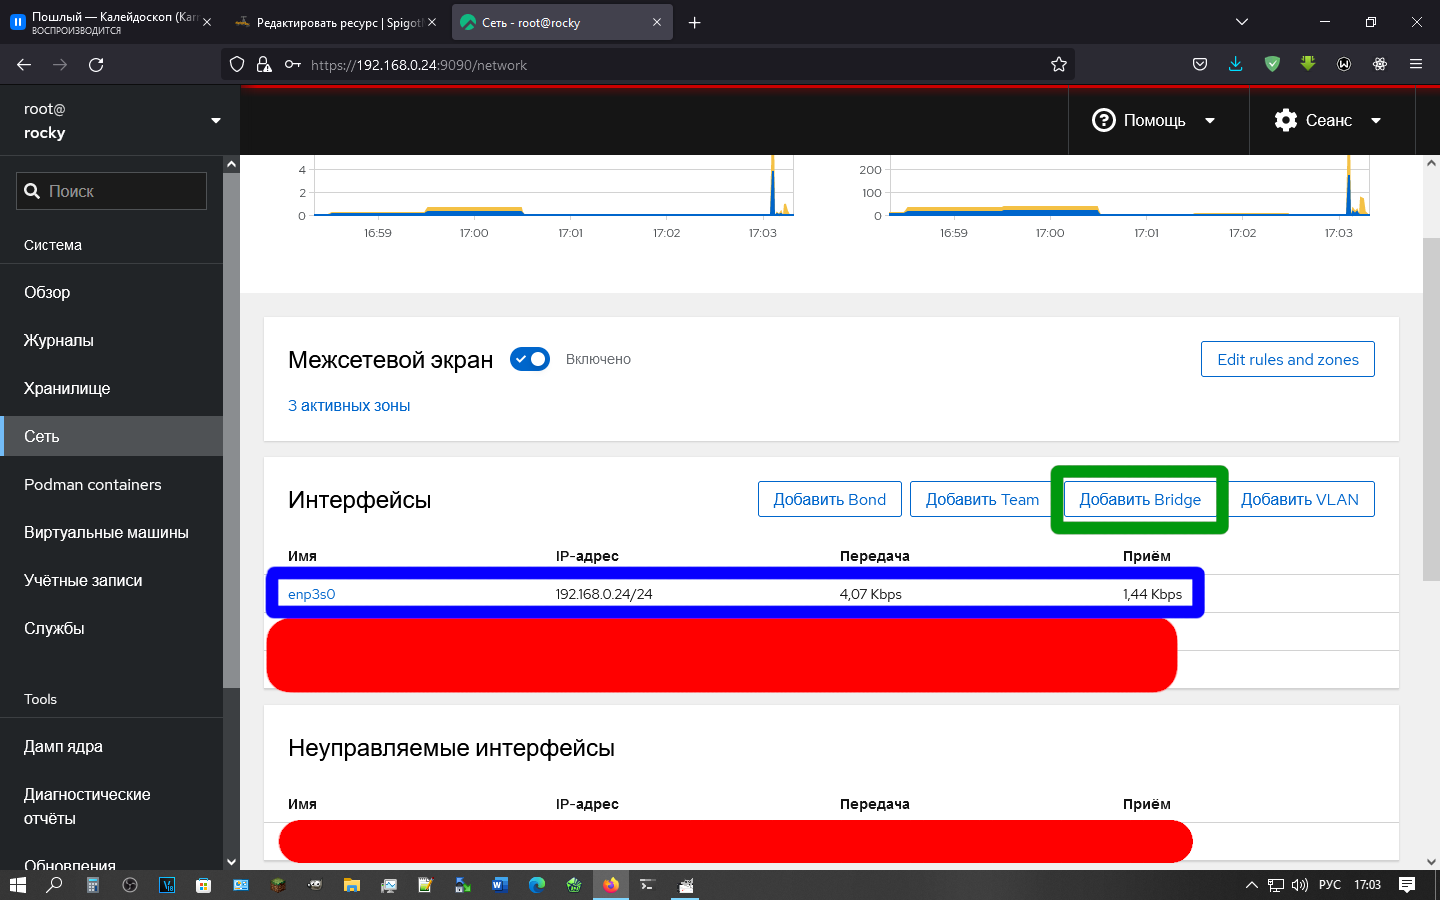 Пошлый — Калейдоскоп (Кат
ВОСПРОИЗВОДИТСЯ
Редактировать ресурс | Spigot
Сеть - root@rocky
https://192.168.0.24:9090/network
root@
rocky
Помощь
Сеанс
Поиск
Система
Обзор
Журналы
Хранилище
Сеть
Podman containers
Виртуальные машины
Учётные записи
Службы
Tools
Дамп ядра
Диагностические
отчёты
Обновления
4
2
0
16:59
17:00
17:01
17:02
17:03
200
100
0
16:59
17:00
17:01
17:02
17:03
Межсетевой экран
Включено
Edit rules and zones
3 активных зоны
Интерфейсы
Добавить Bond
Добавить Team
Добавить Bridge
Добавить VLAN
Имя IP-адрес Передача Приём
enp3s0 192.168.0.24/24 4,07 Kbps 1,44 Kbps
Неуправляемые интерфейсы
Имя IP-адрес Передача Приём
РУС 17:03